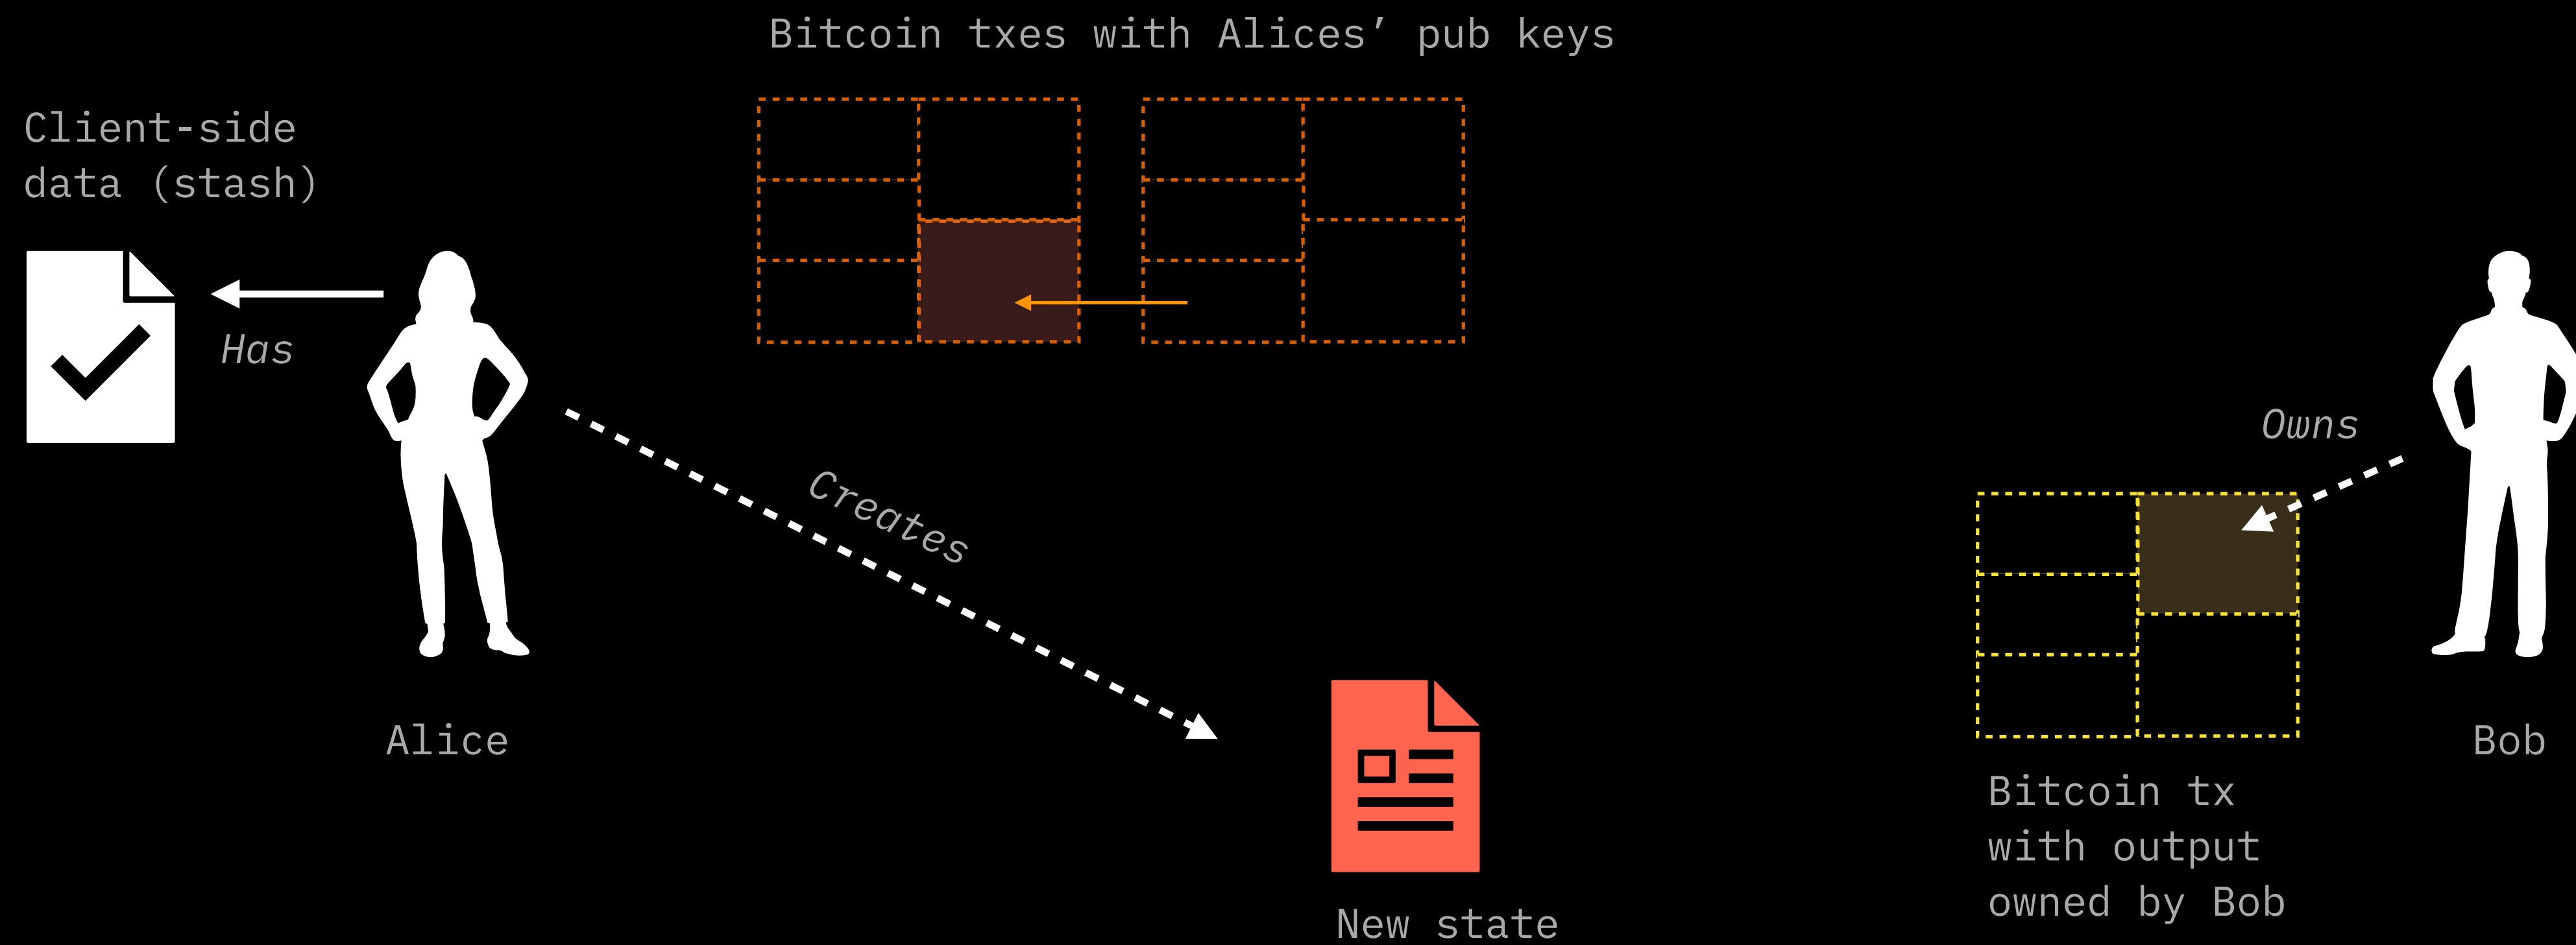 Bitcoin txes with Alices’ pub keys
Client-side
data (stash)
Has
Creates
Owns
Alice
Bob
Bitcoin tx
with output
owned by Bob
New state